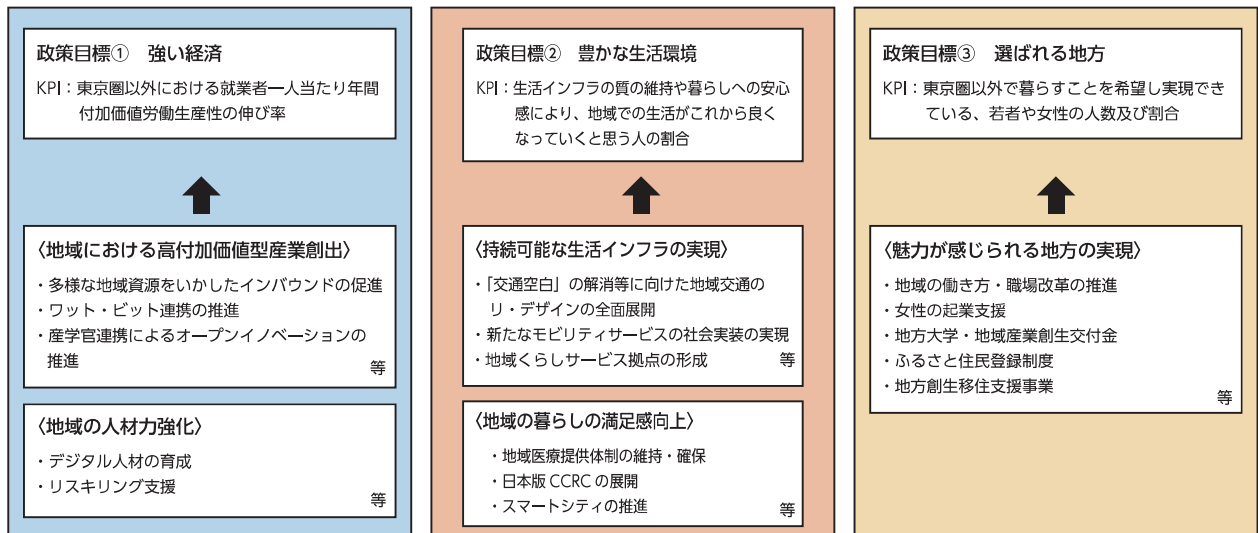 政策目標① 強い経済
KPI：東京圏以外における就業者一人当たり年間
付加価値労働生産性の伸び率
〈地域における高付加価値型産業創出〉
・多様な地域資源をいかしたインバウンドの促進
・ワット・ビット連携の推進
・産学官連携によるオープンイノベーションの
推進
等
〈地域の人材力強化〉
・デジタル人材の育成
・リスキリング支援
等
政策目標② 豊かな生活環境
KPI：生活インフラの質の維持や暮らしへの安心
感により、地域での生活がこれから良く
なっていくと思う人の割合
〈持続可能な生活インフラの実現〉
・「交通空白」の解消等に向けた地域交通の
リ・デザインの全面展開
・新たなモビリティサービスの社会実装の実現
・地域くらしサービス拠点の形成
等
〈地域の暮らしの満足感向上〉
・地域医療提供体制の維持・確保
・日本版 CCRC の展開
・スマートシティの推進
等
政策目標③ 選ばれる地方
KPI：東京圏以外で暮らすことを希望し実現でき
ている、若者や女性の人数及び割合
〈魅力が感じられる地方の実現〉
・地域の働き方・職場改革の推進
・女性の起業支援
・地方大学・地域産業創生交付金
・ふるさと住民登録制度
・地方創生移住支援事業
等